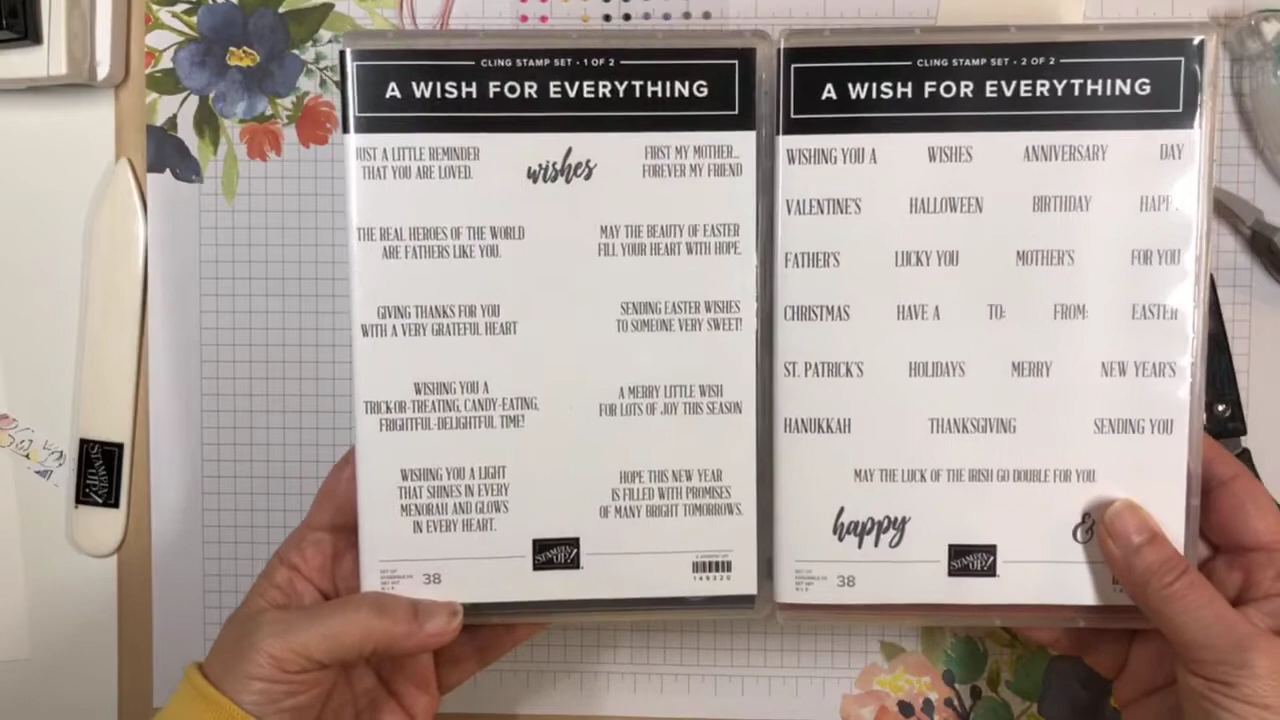 CLING STAMP SET • 1 OF 2
A WISH FOR EVERYTHING
JUST A LITTLE REMINDER
THAT YOU ARE LOVED.
wishes
FIRST MY MOTHER...
FOREVER MY FRIEND
THE REAL HEROES OF THE WORLD
ARE FATHERS LIKE YOU.
MAY THE BEAUTY OF EASTER
FILL YOUR HEART WITH HOPE.
GIVING THANKS FOR YOU
WITH A VERY GRATEFUL HEART
SENDING EASTER WISHES
TO SOMEONE VERY SWEET!
WISHING YOU A
TRICK-OR-TREATING, CANDY-EATING,
FRIGHTFUL-DELIGHTFUL TIME!
A MERRY LITTLE WISH
FOR LOTS OF JOY THIS SEASON
WISHING YOU A LIGHT
THAT SHINES IN EVERY
MENORAH AND GLOWS
IN EVERY HEART.
HOPE THIS NEW YEAR
IS FILLED WITH PROMISES
OF MANY BRIGHT TOMORROWS.
STAMPIN' UP!
38
149320
CLING STAMP SET • 2 OF 2
A WISH FOR EVERYTHING
WISHING YOU A WISHES ANNIVERSARY DAY
VALENTINE'S HALLOWEEN BIRTHDAY HAPP
FATHER'S LUCKY YOU MOTHER'S FOR YOU
CHRISTMAS HAVE A TO: FROM: EASTER
ST. PATRICK'S HOLIDAYS MERRY NEW YEAR'S
HANUKKAH THANKSGIVING SENDING YOU
MAY THE LUCK OF THE IRISH GO DOUBLE FOR YOU.
happy &
STAMPIN' UP!
38
STAMPIN' UP!